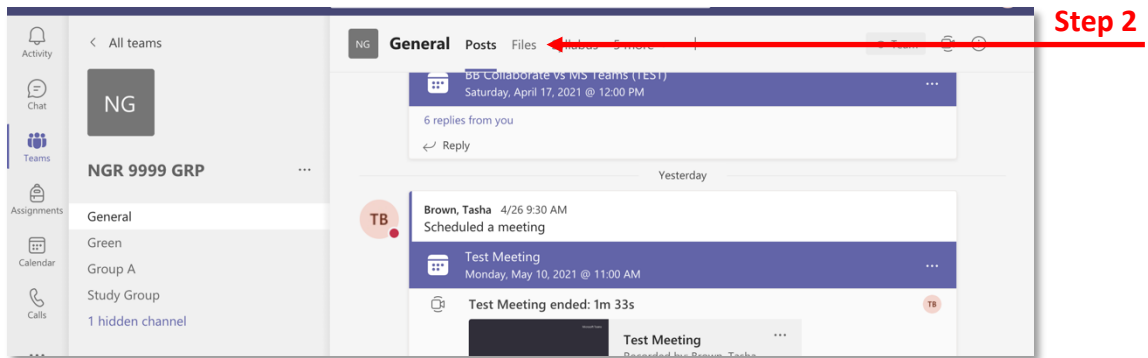 Step 2
Activity
Chat
Teams
Assignments
Calendar
Calls
< All teams
NG
NGR 9999 GRP
General
Green
Group A
Study Group
1 hidden channel
NG General Posts Files
BB Collaborate vs MS Teams (TEST)
Saturday, April 17, 2021 @ 12:00 PM
6 replies from you
Reply
Yesterday
TB
Brown, Tasha 4/26 9:30 AM
Scheduled a meeting
Test Meeting
Monday, May 10, 2021 @ 11:00 AM
Test Meeting ended: 1m 33s
TB
Test Meeting
Recorded by: Brown, Tasha